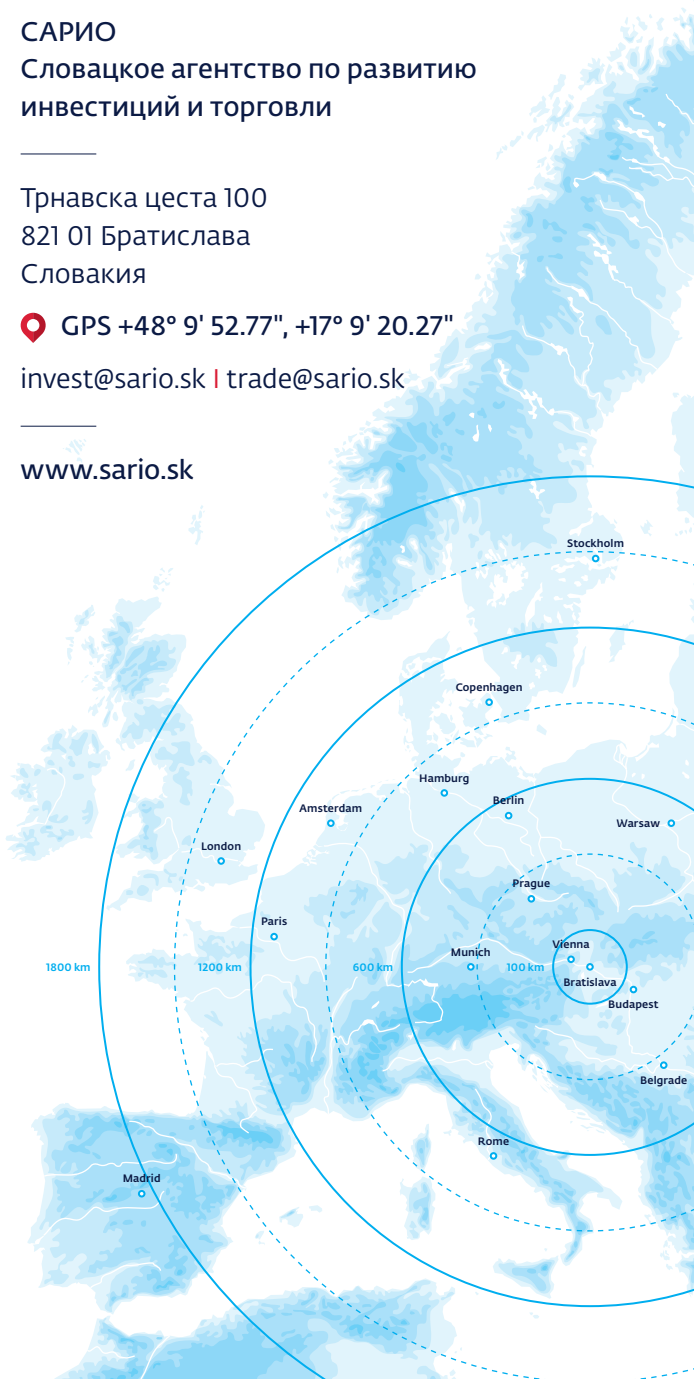 САРИО
Словацкое агентство по развитию
инвестиций и торговли
Трнавска цеста 100
821 01 Братислава
Словакия
GPS +48° 9' 52.77", +17° 9' 20.27"
invest@sario.sk I trade@sario.sk
www.sario.sk
Stockholm
Copenhagen
Hamburg
Berlin
Amsterdam
Warsaw
London
Prague
Paris
Vienna
Munich
1800 km
1200 km
600 km
100 km
Bratislava
Budapest
Belgrade
Rome
Madrid